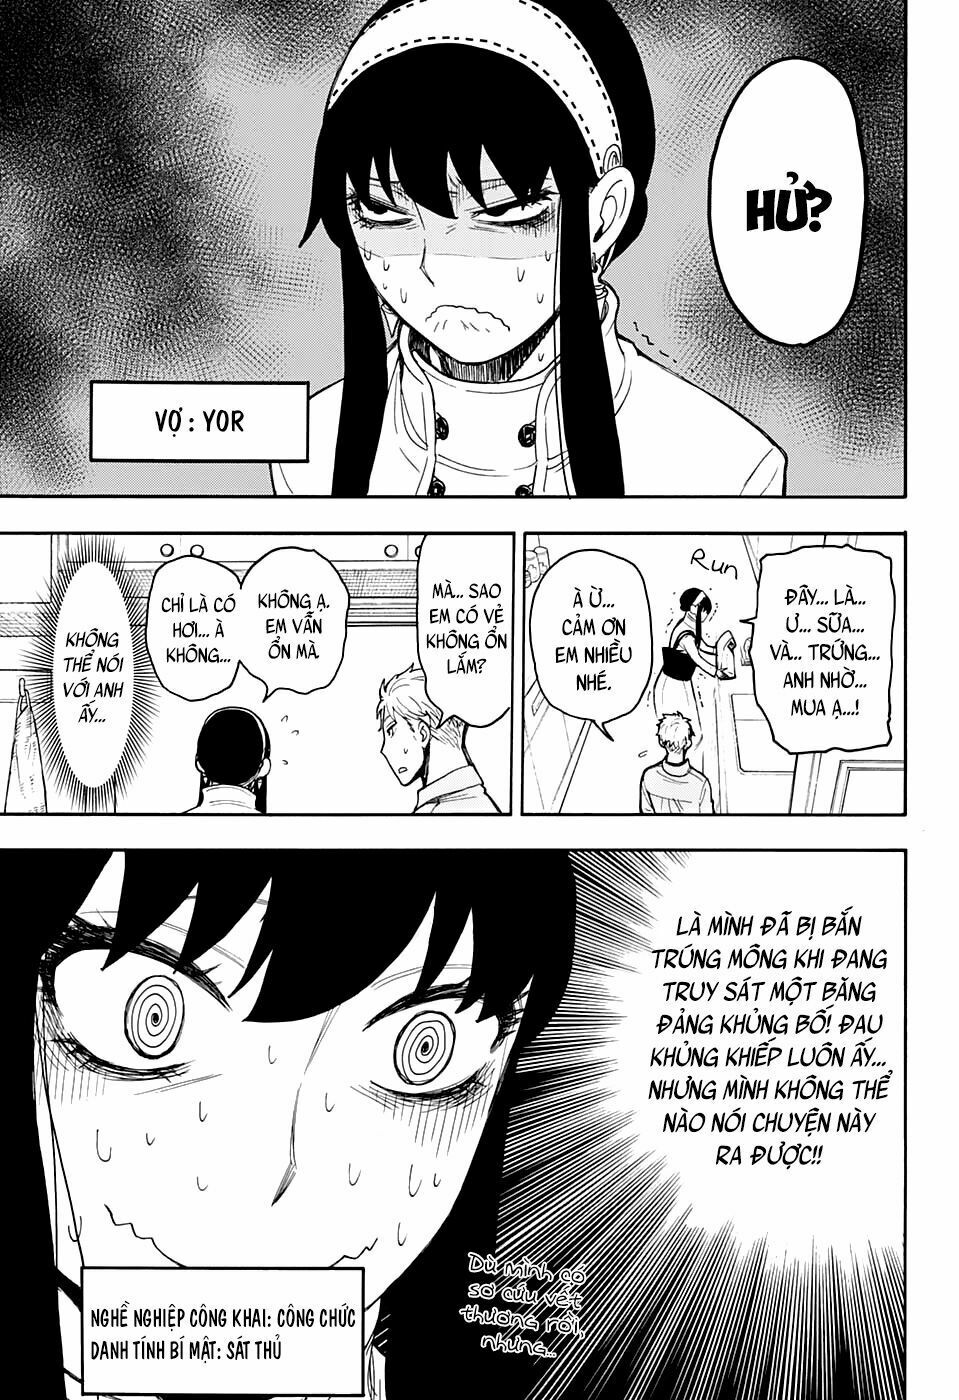 HỬ?
VỢ : YOR
ĐÂY... LÀ...
Ư... SỮA...
VÀ... TRỨNG...
ANH NHỜ...
MUA Ạ...!
Run
À Ừ...
CẢM ƠN
EM NHIỀU
NHÉ.
MÀ... SAO
EM CÓ VẺ
KHÔNG ỔN
LẮM?
KHÔNG Ạ.
EM VẪN
ỔN MÀ.
CHỈ LÀ CÓ
HƠI... À
KHÔNG...
KHÔNG
THỂ NÓI
VỚI ANH
ẤY...
LÀ MÌNH ĐÃ BỊ BẮN
TRÚNG MÔNG KHI ĐANG
TRUY SÁT MỘT BĂNG
ĐẢNG KHỦNG BỐ! ĐAU
KHỦNG KHIẾP LUÔN ẤY...
NHƯNG MÌNH KHÔNG THỂ
NÀO NÓI CHUYỆN NÀY
RA ĐƯỢC!!
Dù mình có
sơ cứu vết
thương rồi,
nhưng...
NGHỀ NGHIỆP CÔNG KHAI: CÔNG CHỨC
DANH TÍNH BÍ MẬT: SÁT THỦ